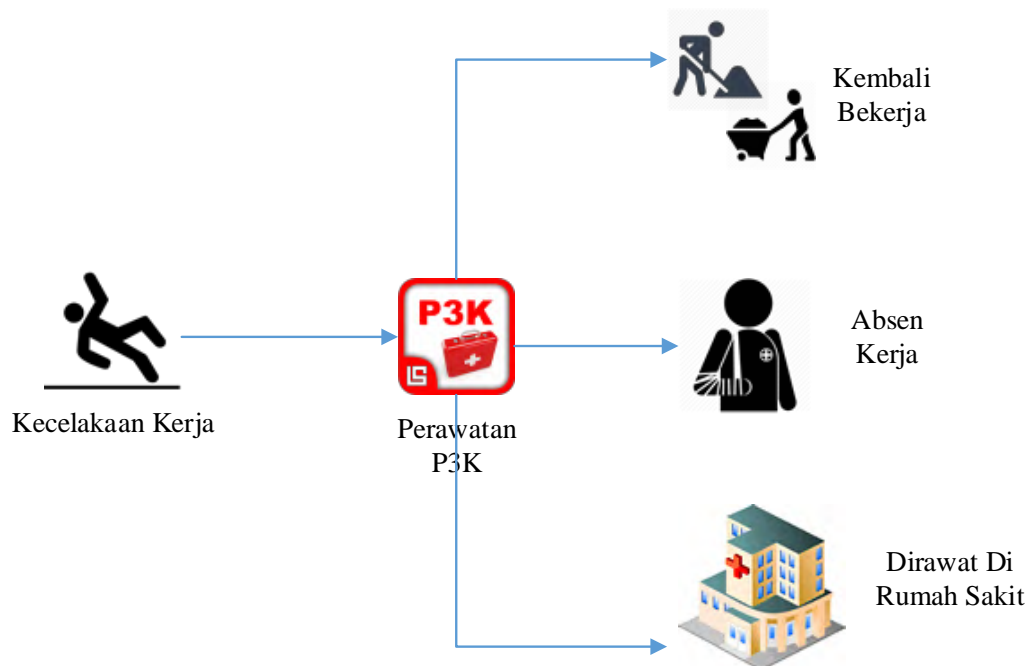 Kembali
Bekerja
P3K
Absen
Kerja
Kecelakaan Kerja
Perawatan
P3K
Dirawat Di
Rumah Sakit